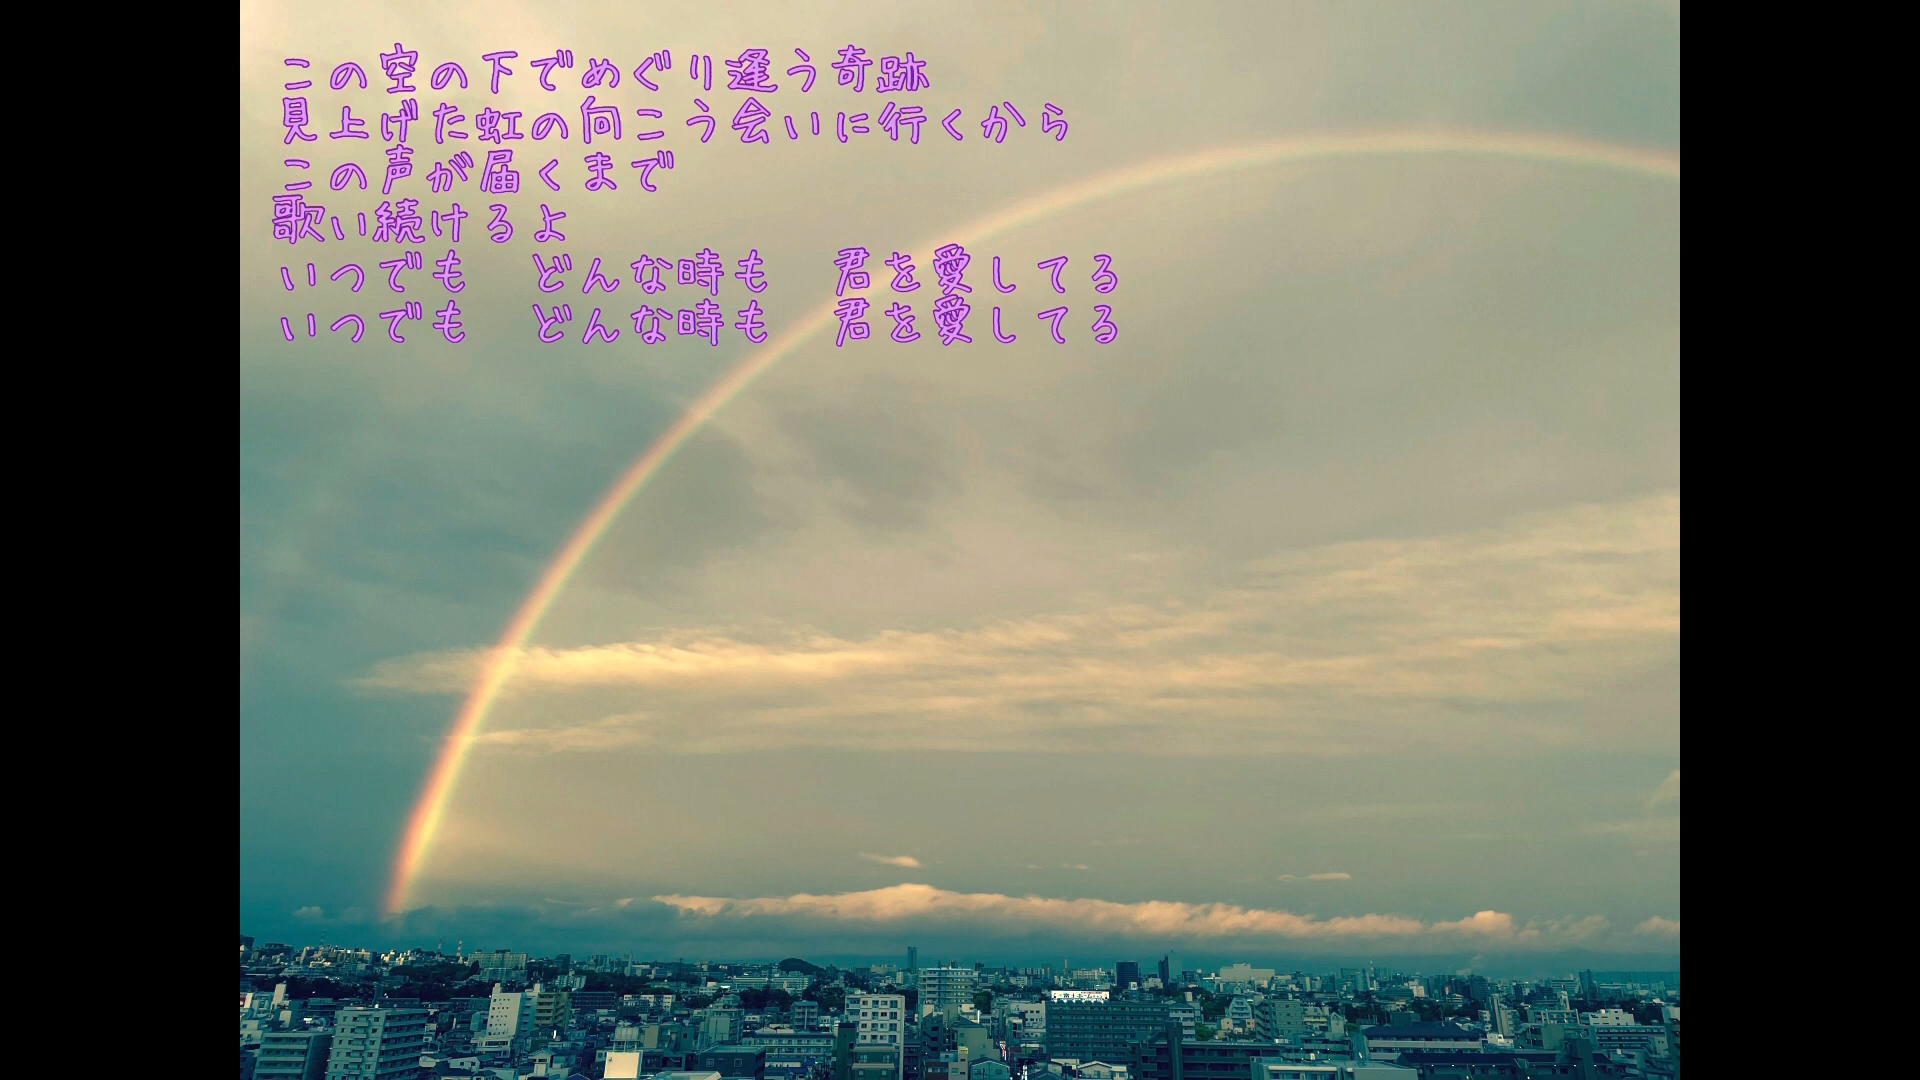 この空の下でめぐり逢う奇跡
見上げた虹の向こう会いに行くから
この声が届くまで
歌い続けるよ
いつでも　どんな時も　君を愛してる
いつでも　どんな時も　君を愛してる